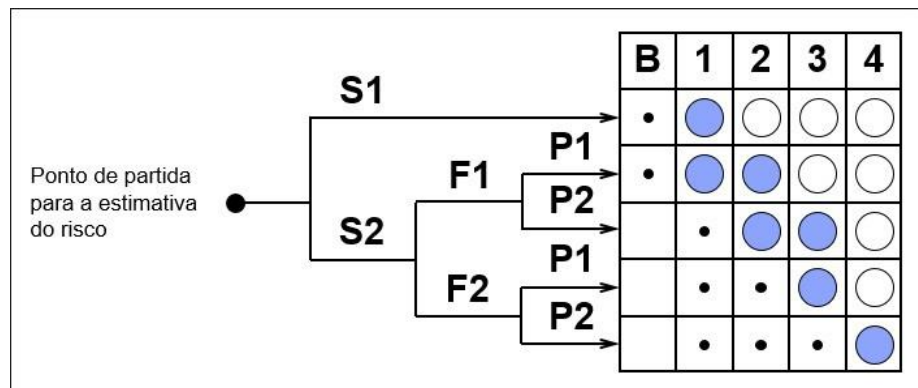 B 1 2 3 4
S1
P1
F1
P2
Ponto de partida
para a estimativa
do risco
S2
P1
F2
P2